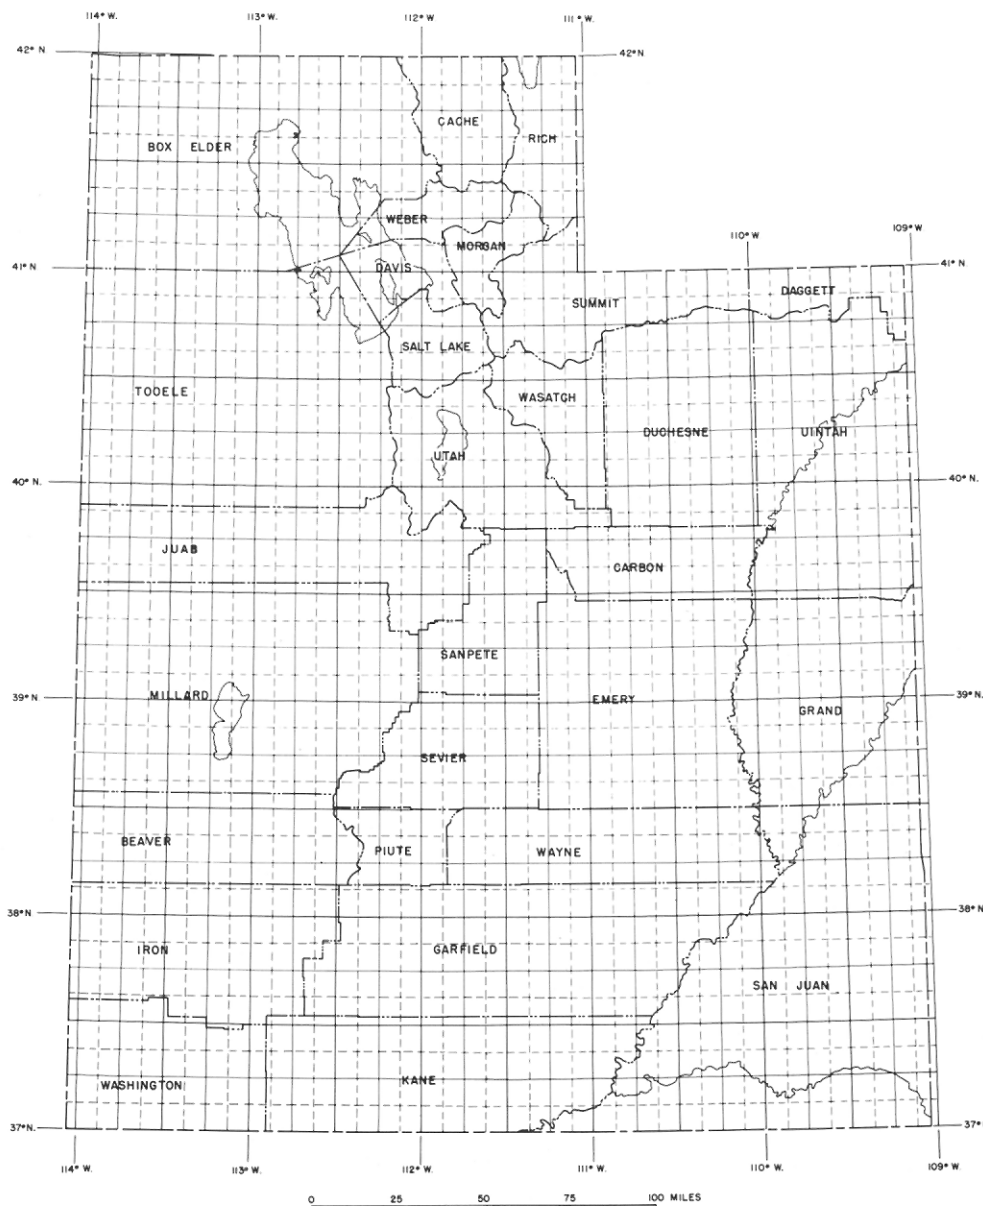 114° W.
113° W.
112° W.
111° W.
42° N
42° N
CACHE
BOX ELDER
RICH
WEBER
MORGAN
110° W.
109° W.
41° N
41° N
DAVIS
SUMMIT
DAGGETT
SALT LAKE
TOOELE
WASATCH
DUCHESNE
UINTAH
UTAH
40° N.
40° N.
JUAB
CARBON
SANPETE
39° N.
MILLARD
EMERY
39° N
GRAND
SEVIER
BEAVER
PIUTE
WAYNE
38° N
38° N.
IRON
GARFIELD
SAN JUAN
WASHINGTON
KANE
37° N.
37° N
114° W.
113° W.
112° W.
111° W.
110° W.
109° W.
0 25 50 75 100 MILES